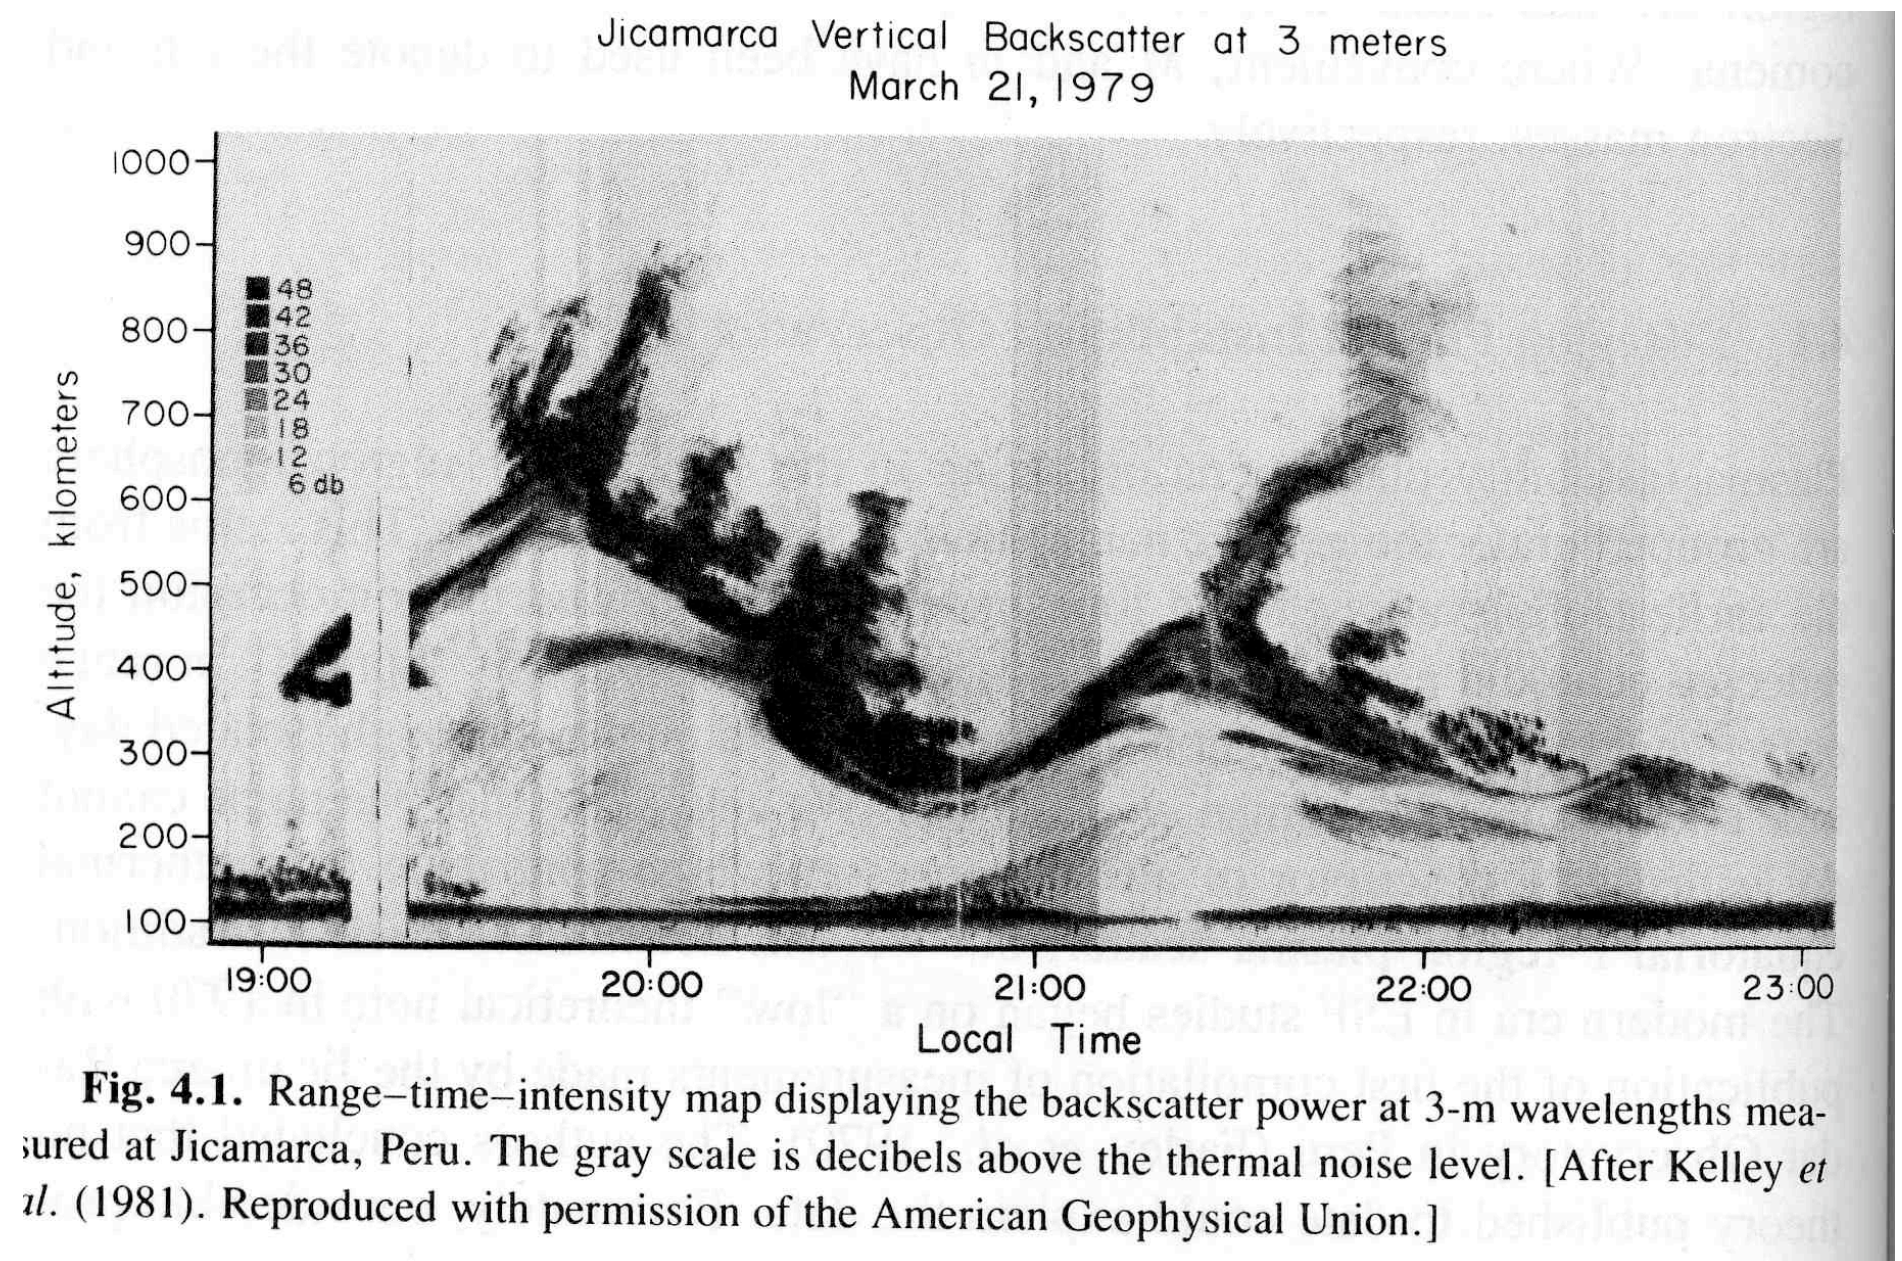 Jicamarca Vertical Backscatter at 3 meters
March 21, 1979
1000
900
800
700
600
500
400
300
200
100
Altitude, kilometers
48
42
36
30
24
18
12
6 db
19:00 20:00 21:00 22:00 23:00
Local Time
Fig. 4.1. Range–time–intensity map displaying the backscatter power at 3-m wavelengths mea-
sured at Jicamarca, Peru. The gray scale is decibels above the thermal noise level. [After Kelley et
al. (1981). Reproduced with permission of the American Geophysical Union.]